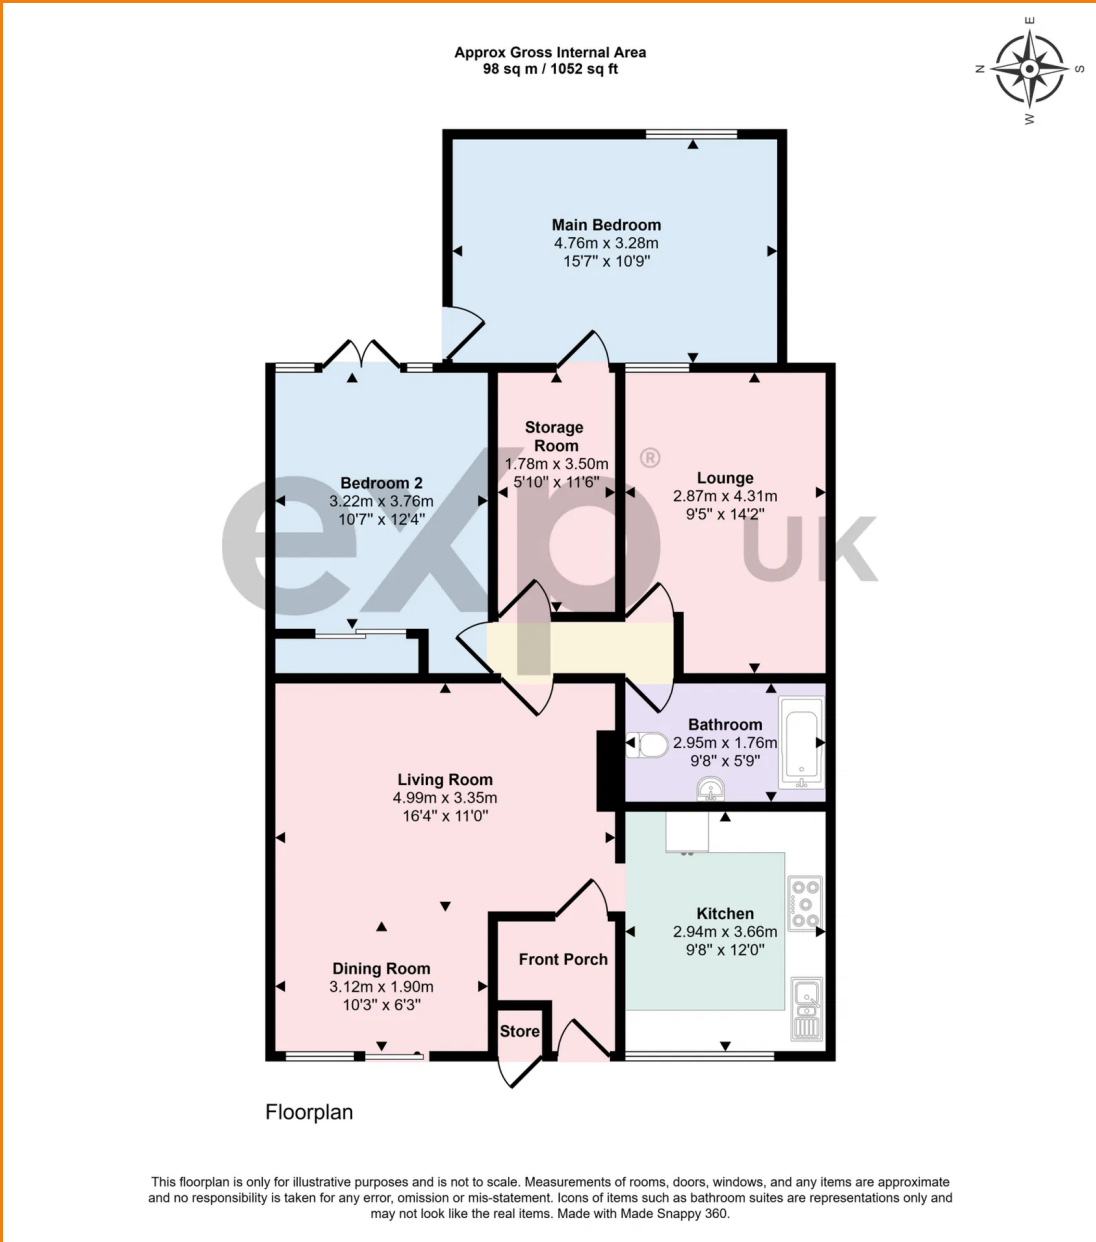 Approx Gross Internal Area
98 sq m / 1052 sq ft
E
N
S
W
Main Bedroom
4.76m x 3.28m
15'7" x 10'9"
Storage
Room
1.78m x 3.50m
5'10" x 11'6"
Lounge
2.87m x 4.31m
9'5" x 14'2"
Bedroom 2
3.22m x 3.76m
10'7" x 12'4"
exp®
UK
Bathroom
2.95m x 1.76m
9'8" x 5'9"
Living Room
4.99m x 3.35m
16'4" x 11'0"
Kitchen
2.94m x 3.66m
9'8" x 12'0"
Front Porch
Dining Room
3.12m x 1.90m
10'3" x 6'3"
Store
Floorplan
This floorplan is only for illustrative purposes and is not to scale. Measurements of rooms, doors, windows, and any items are approximate
and no responsibility is taken for any error, omission or mis-statement. Icons of items such as bathroom suites are representations only and
may not look like the real items. Made with Made Snappy 360.